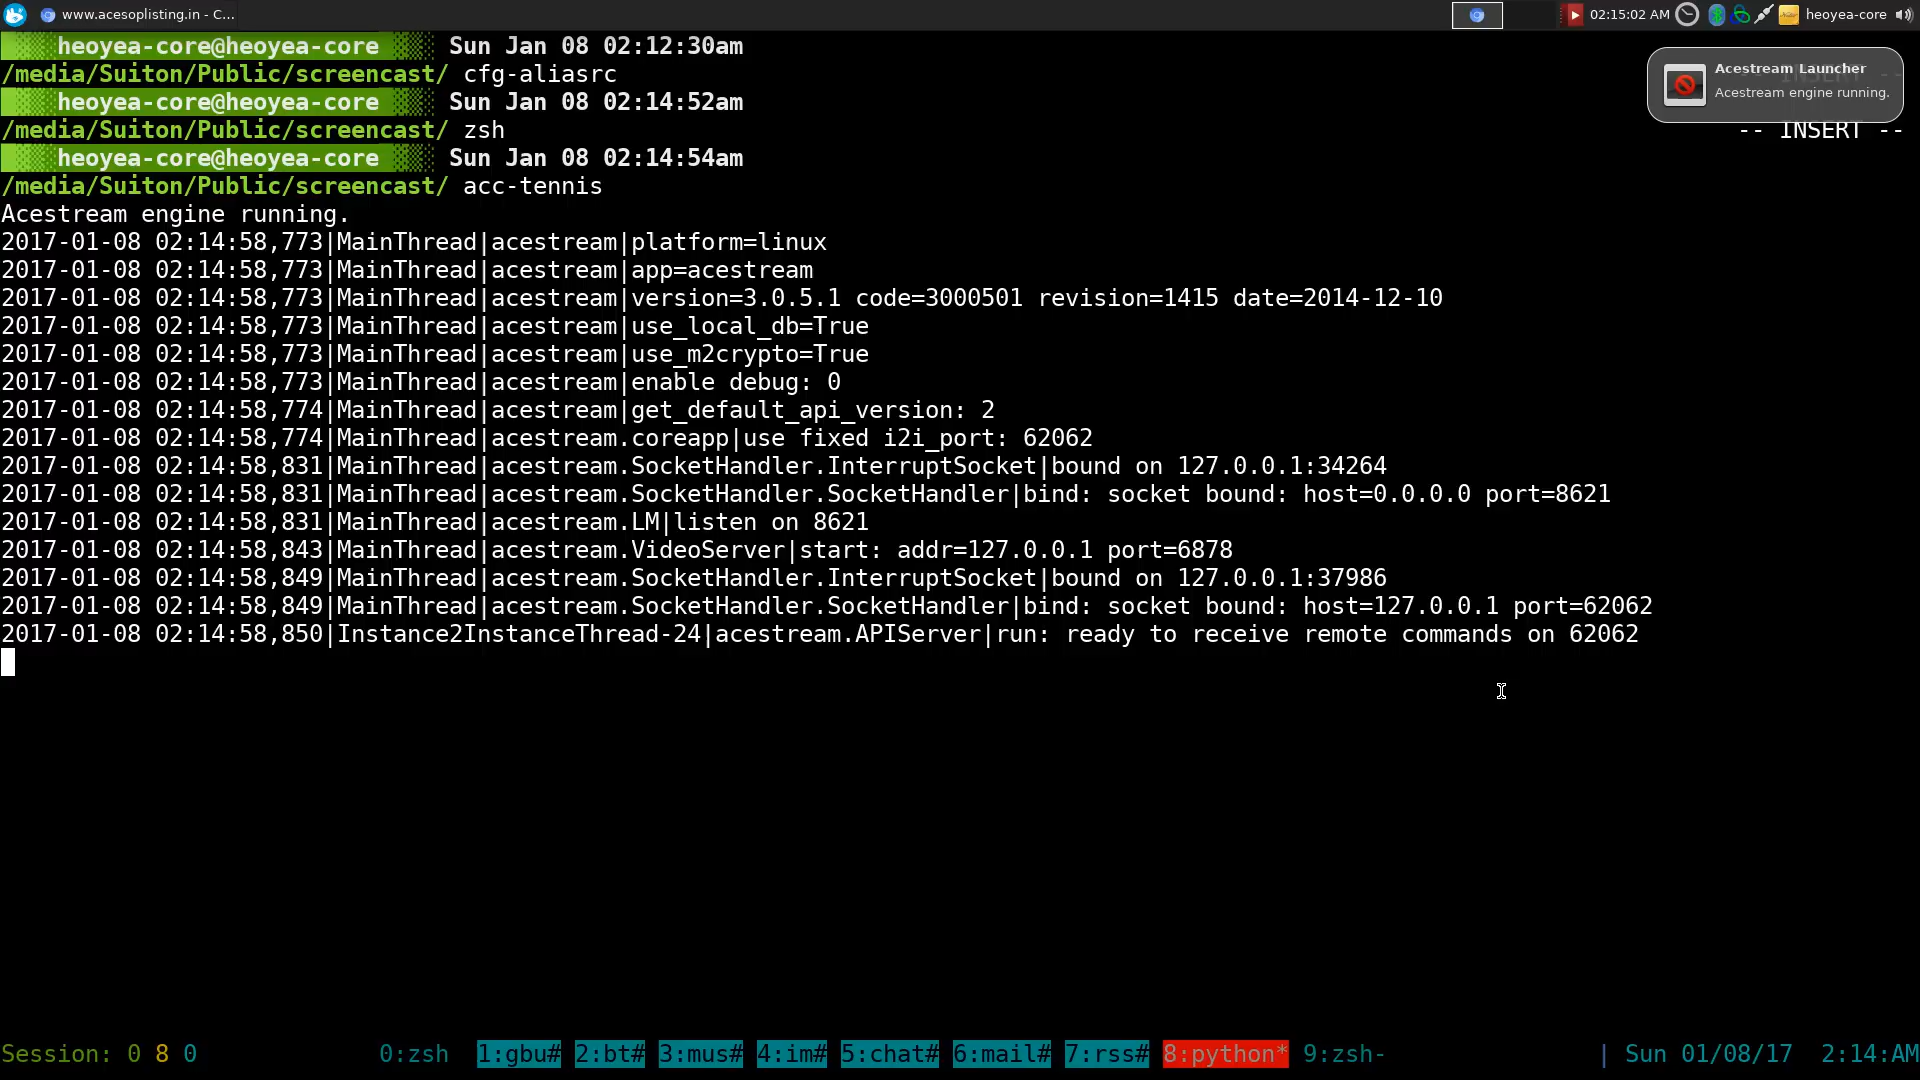 www.acesoplisting.in - C...
02:15:02 AM heoyea-core
heoyea-core@heoyea-core Sun Jan 08 02:12:30am
/media/Suiton/Public/screencast/ cfg-aliasrc
Acestream Launcher
Acestream engine running.
heoyea-core@heoyea-core Sun Jan 08 02:14:52am
/media/Suiton/Public/screencast/ zsh -- INSERT --
heoyea-core@heoyea-core Sun Jan 08 02:14:54am
/media/Suiton/Public/screencast/ acc-tennis
Acestream engine running.
2017-01-08 02:14:58,773|MainThread|acestream|platform=linux
2017-01-08 02:14:58,773|MainThread|acestream|app=acestream
2017-01-08 02:14:58,773|MainThread|acestream|version=3.0.5.1 code=3000501 revision=1415 date=2014-12-10
2017-01-08 02:14:58,773|MainThread|acestream|use_local_db=True
2017-01-08 02:14:58,773|MainThread|acestream|use_m2crypto=True
2017-01-08 02:14:58,773|MainThread|acestream|enable debug: 0
2017-01-08 02:14:58,774|MainThread|acestream|get_default_api_version: 2
2017-01-08 02:14:58,774|MainThread|acestream.coreapp|use fixed i2i_port: 62062
2017-01-08 02:14:58,831|MainThread|acestream.SocketHandler.InterruptSocket|bound on 127.0.0.1:34264
2017-01-08 02:14:58,831|MainThread|acestream.SocketHandler.SocketHandler|bind: socket bound: host=0.0.0.0 port=8621
2017-01-08 02:14:58,831|MainThread|acestream.LM|listen on 8621
2017-01-08 02:14:58,843|MainThread|acestream.VideoServer|start: addr=127.0.0.1 port=6878
2017-01-08 02:14:58,849|MainThread|acestream.SocketHandler.InterruptSocket|bound on 127.0.0.1:37986
2017-01-08 02:14:58,849|MainThread|acestream.SocketHandler.SocketHandler|bind: socket bound: host=127.0.0.1 port=62062
2017-01-08 02:14:58,850|Instance2InstanceThread-24|acestream.APIServer|run: ready to receive remote commands on 62062
Session: 0 8 0 0:zsh 1:gbu# 2:bt# 3:mus# 4:im# 5:chat# 6:mail# 7:rss# 8:python* 9:zsh- | Sun 01/08/17 2:14:AM